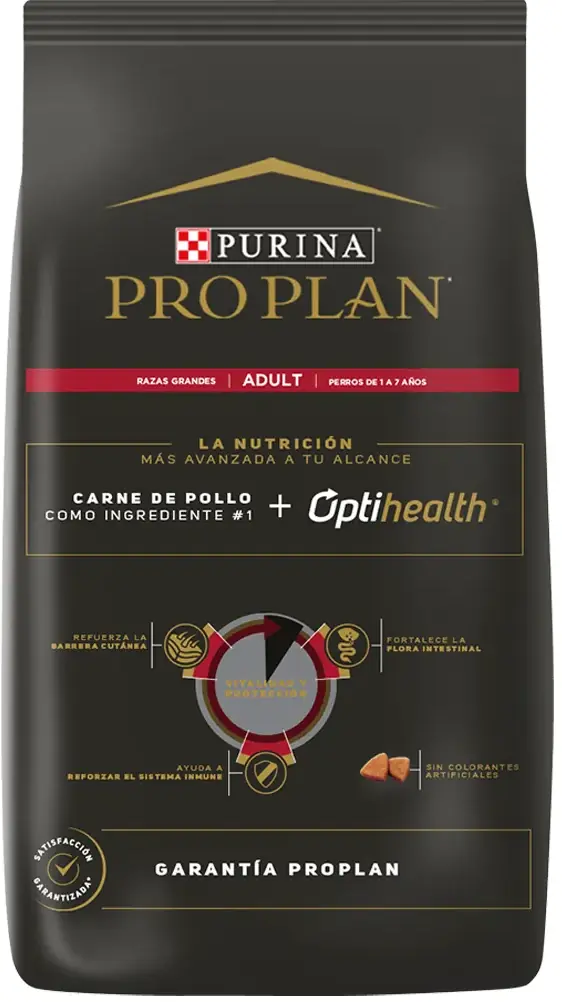 PURINA®
PRO PLAN®
RAZAS GRANDES | ADULT | PERROS DE 1 A 7 AÑOS
LA NUTRICIÓN
MÁS AVANZADA A TU ALCANCE
CARNE DE POLLO
COMO INGREDIENTE #1
+
Optihealth®
REFUERZA LA
BARRERA CUTÁNEA
FORTALECE LA
FLORA INTESTINAL
VITALIDAD Y
PROTECCIÓN
AYUDA A
REFORZAR EL SISTEMA INMUNE
SIN COLORANTES
ARTIFICIALES
SATISFACCIÓN
GARANTIZADA*
GARANTÍA PROPLAN